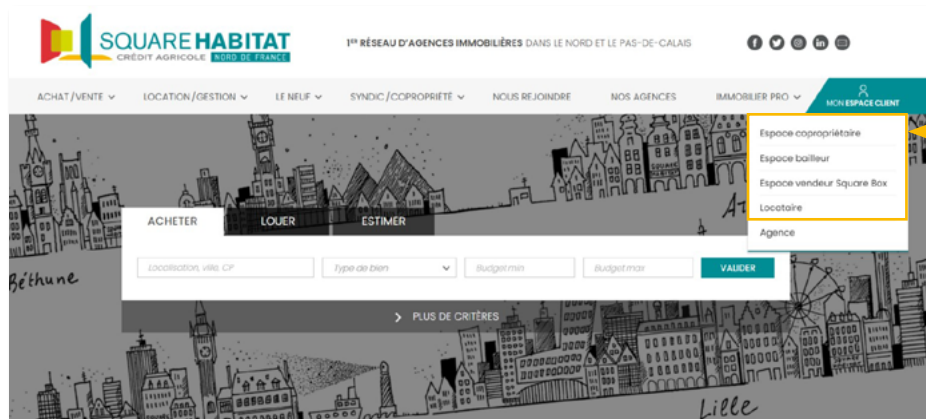 SQUARE HABITAT
CRÉDIT AGRICOLE NORD DE FRANCE
1ER RÉSEAU D'AGENCES IMMOBILIÈRES DANS LE NORD ET LE PAS-DE-CALAIS
ACHAT/VENTE LOCATION/GESTION LE NEUF SYNDIC/COPROPRIÉTÉ NOUS REJOINDRE NOS AGENCES IMMOBILIER PRO MON ESPACE CLIENT
Espace copropriétaire
Espace bailleur
Espace vendeur Square Box
Locataire
Agence
ACHETER LOUER ESTIMER
Localisation, ville, CP Type de bien Budget min Budget max VALIDER
Béthune
PLUS DE CRITÈRES
Lille